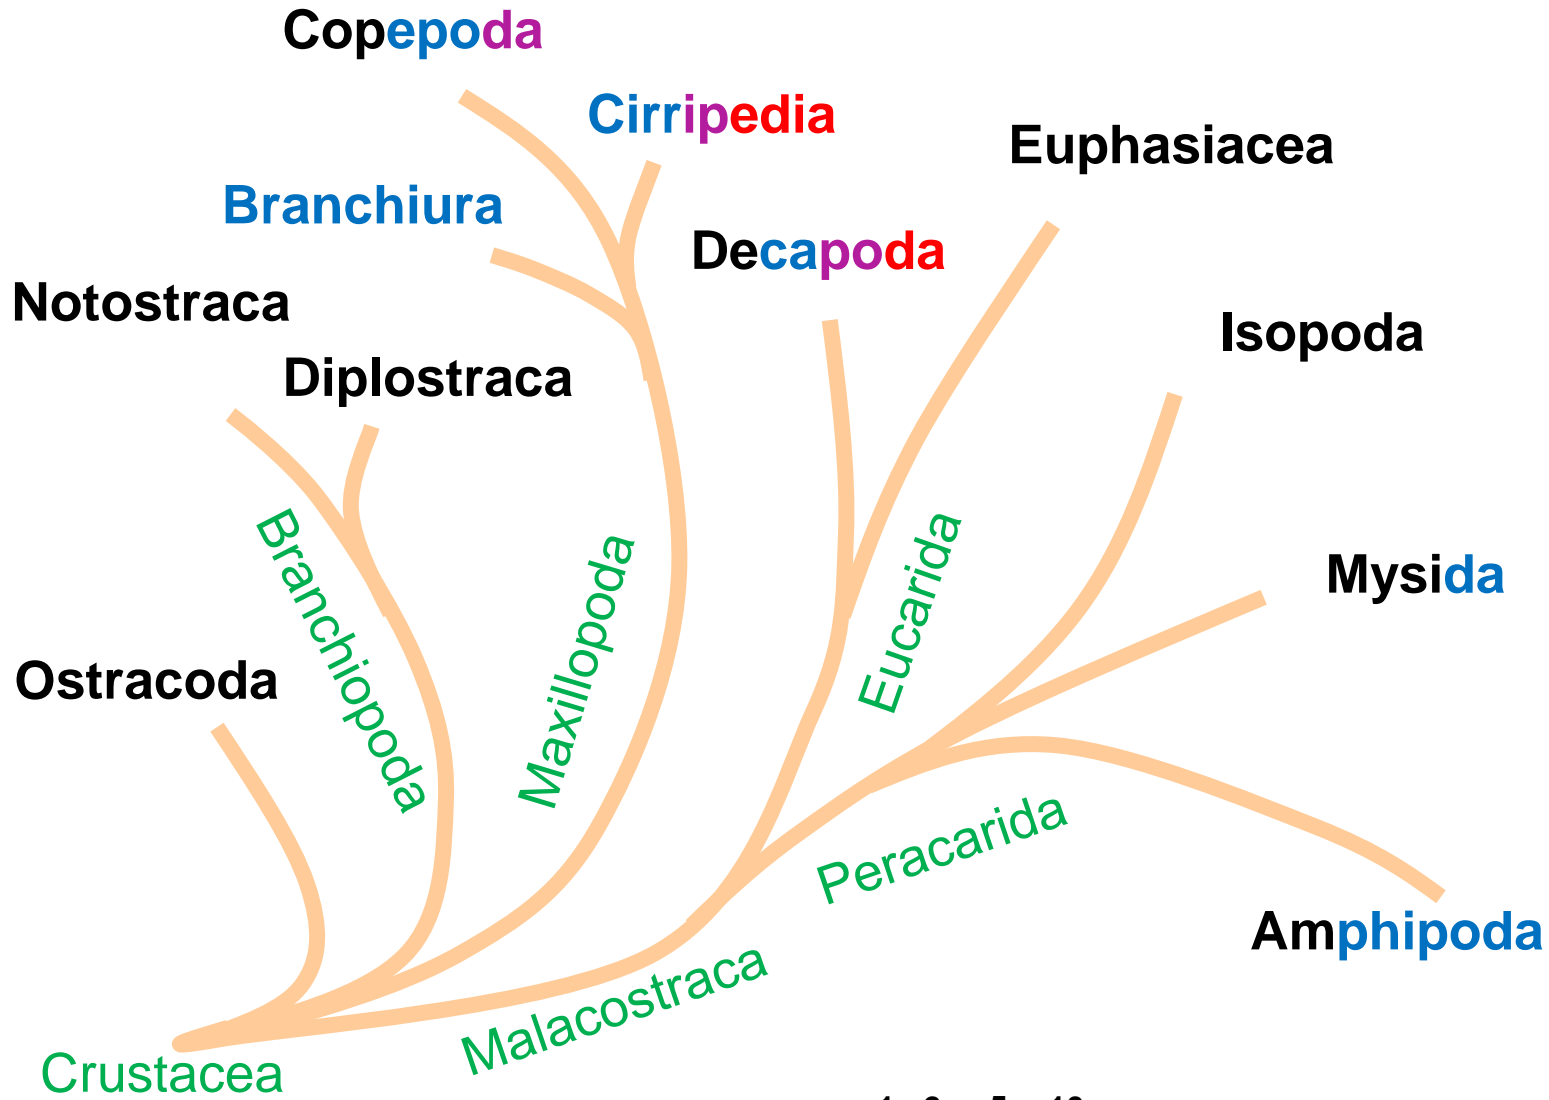 Copepoda
Cirripedia
Euphasiacea
Branchiura
Decapoda
Notostraca
Isopoda
Diplostraca
Branchiopoda
Maxillopoda
Eucarida
Mysida
Ostracoda
Peracarida
Amphipoda
Malacostraca
Crustacea